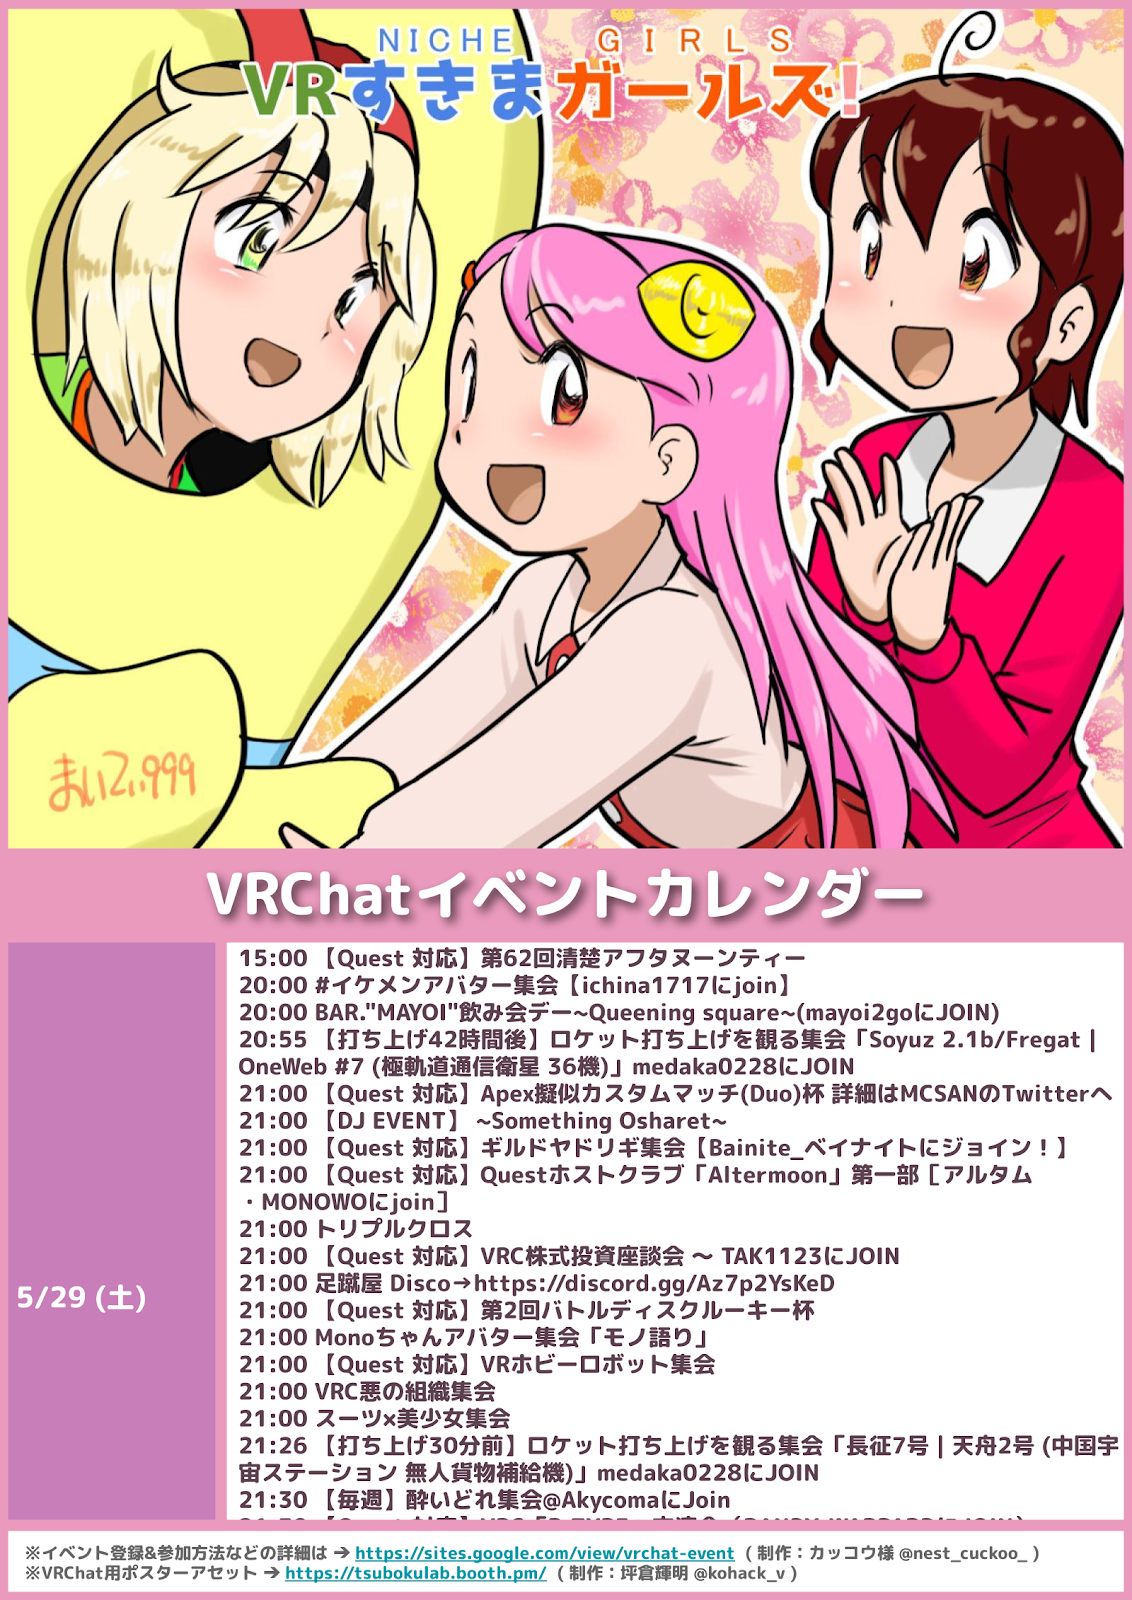 NICHE GIRLS
VRすきまガールズ!
まいてぃ999
VRChatイベントカレンダー
5/29 (土)
15:00 【Quest 対応】第62回清楚アフタヌーンティー
20:00 #イケメンアバター集会【ichina1717にjoin】
20:00 BAR."MAYOI"飲み会デー~Queening square~(mayoi2goにJOIN)
20:55 【打ち上げ42時間後】ロケット打ち上げを観る集会「Soyuz 2.1b/Fregat |
OneWeb #7 (極軌道通信衛星 36機)」medaka0228にJOIN
21:00 【Quest 対応】Apex擬似カスタムマッチ(Duo)杯 詳細はMCSANのTwitterへ
21:00 【DJ EVENT】 ~Something Osharet~
21:00 【Quest 対応】ギルドヤドリギ集会【Bainite_ベイナイトにジョイン！】
21:00 【Quest 対応】Questホストクラブ「Altermoon」第一部［アルタム
・MONOWOにjoin］
21:00 トリプルクロス
21:00 【Quest 対応】VRC株式投資座談会 ～ TAK1123にJOIN
21:00 足蹴屋 Disco→https://discord.gg/Az7p2YsKeD
21:00 【Quest 対応】第2回バトルディスクルーキー杯
21:00 Monoちゃんアバター集会「モノ語り」
21:00 【Quest 対応】VRホビーロボット集会
21:00 VRC悪の組織集会
21:00 スーツ×美少女集会
21:26 【打ち上げ30分前】ロケット打ち上げを観る集会「長征7号 | 天舟2号 (中国宇
宙ステーション 無人貨物補給機)」medaka0228にJOIN
21:30 【毎週】酔いどれ集会@AkycomaにJoin
※イベント登録&参加方法などの詳細は → https://sites.google.com/view/vrchat-event ( 制作：カッコウ様 @nest_cuckoo_ )
※VRChat用ポスターアセット → https://tsubokulab.booth.pm/ ( 制作：坪倉輝明 @kohack_v )